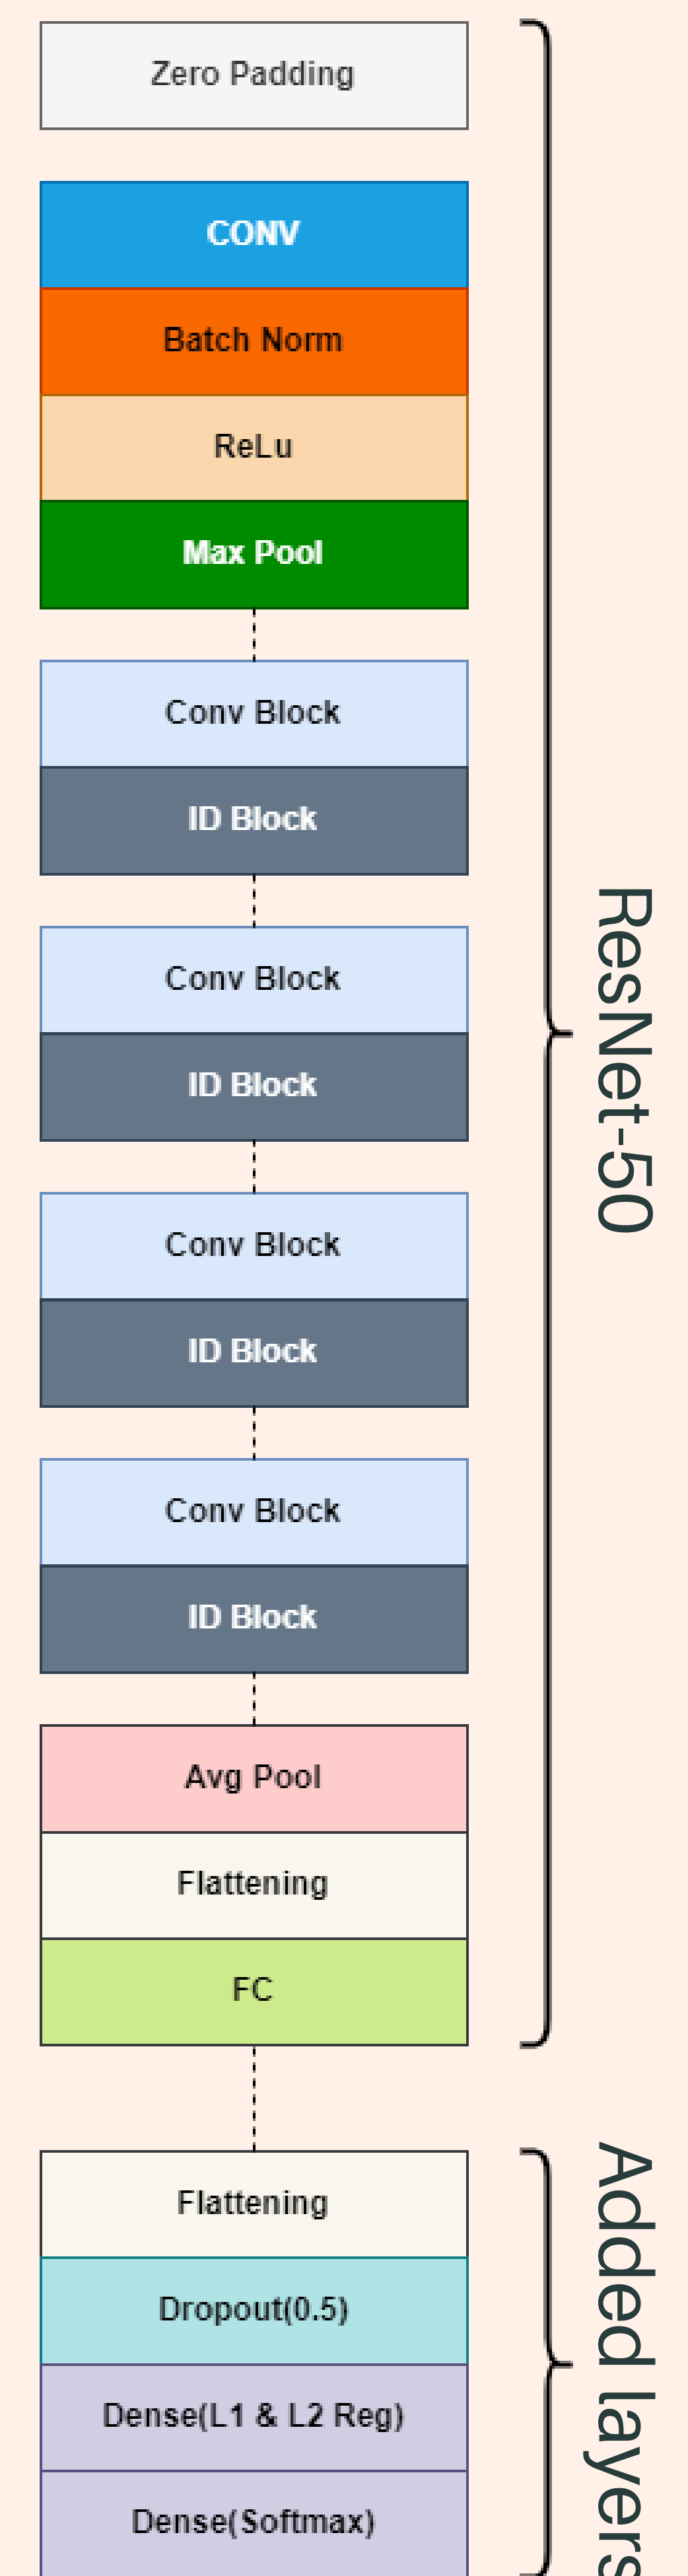 Zero Padding
CONV
Batch Norm
ReLu
Max Pool
Conv Block
ID Block
Conv Block
ID Block
Conv Block
ID Block
Conv Block
ID Block
Avg Pool
Flattening
FC
ResNet-50
Flattening
Dropout(0.5)
Dense(L1 & L2 Reg)
Dense(Softmax)
Added layers